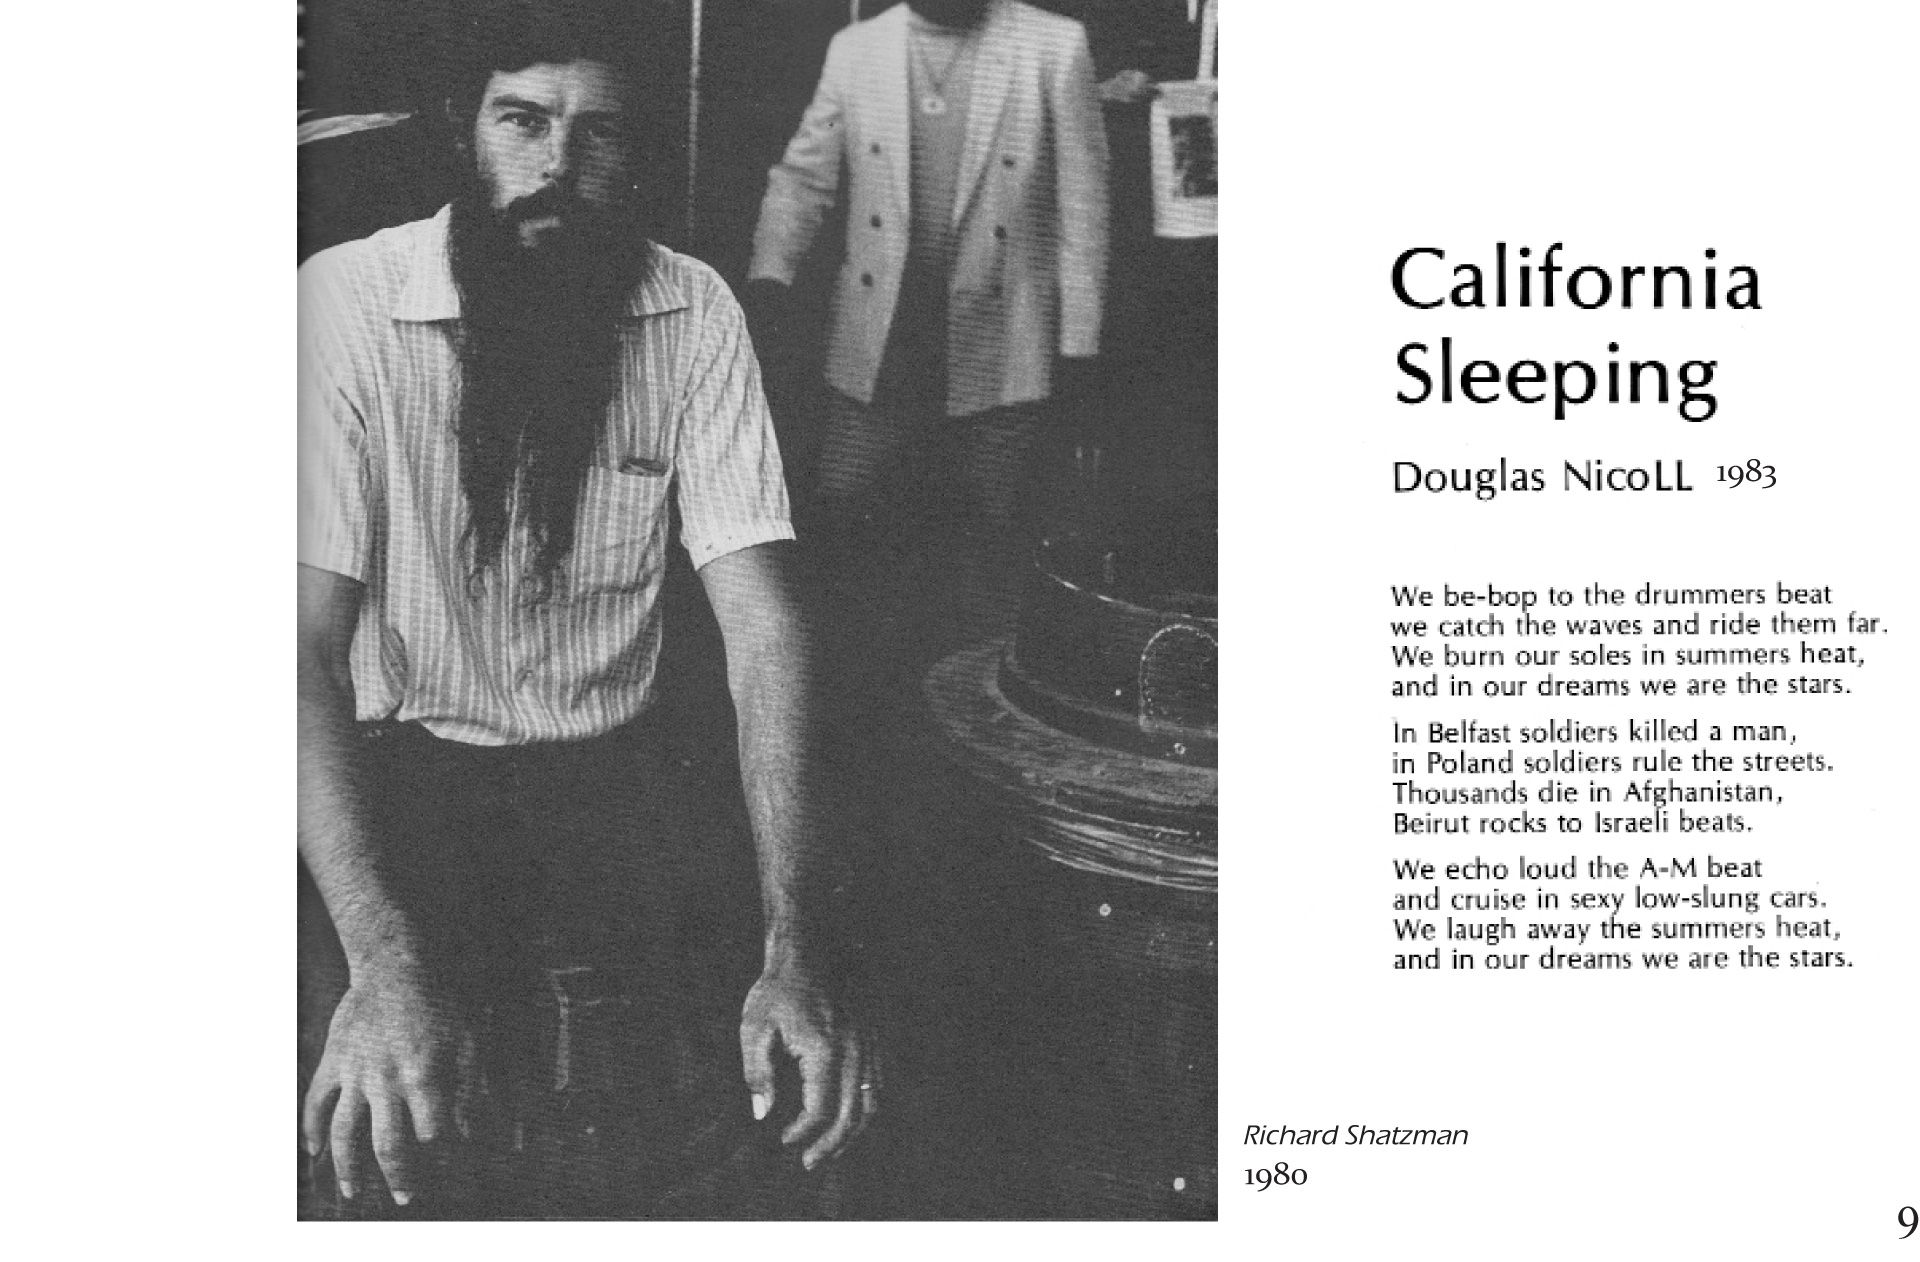 California
Sleeping
Douglas NicoLL 1983
We be-bop to the drummers beat
we catch the waves and ride them far.
We burn our soles in summers heat,
and in our dreams we are the stars.
In Belfast soldiers killed a man,
in Poland soldiers rule the streets.
Thousands die in Afghanistan,
Beirut rocks to Israeli beats.
We echo loud the A-M beat
and cruise in sexy low-slung cars.
We laugh away the summers heat,
and in our dreams we are the stars.
Richard Shatzman
1980
9